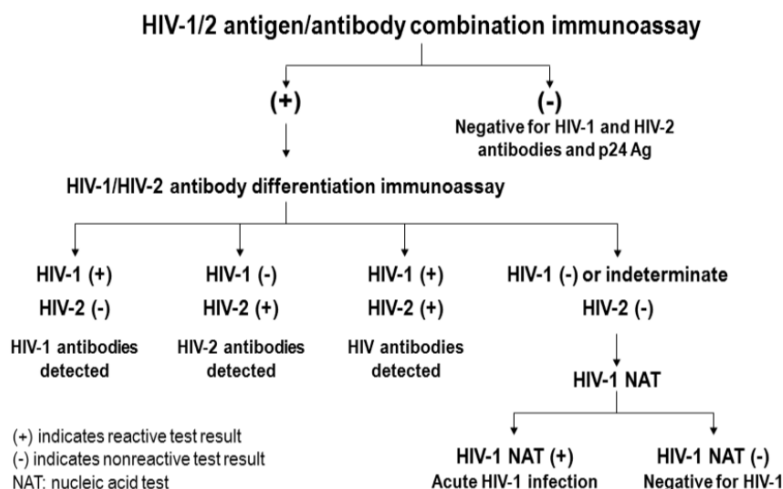 HIV-1/2 antigen/antibody combination immunoassay
(+)
(-)
Negative for HIV-1 and HIV-2
antibodies and p24 Ag
HIV-1/HIV-2 antibody differentiation immunoassay
HIV-1 (+)
HIV-2 (-)
HIV-1 antibodies
detected
HIV-1 (-)
HIV-2 (+)
HIV-2 antibodies
detected
HIV-1 (+)
HIV-2 (+)
HIV antibodies
detected
HIV-1 (-) or indeterminate
HIV-2 (-)
HIV-1 NAT
HIV-1 NAT (+)
Acute HIV-1 infection
HIV-1 NAT (-)
Negative for HIV-1
(+) indicates reactive test result
(-) indicates nonreactive test result
NAT: nucleic acid test